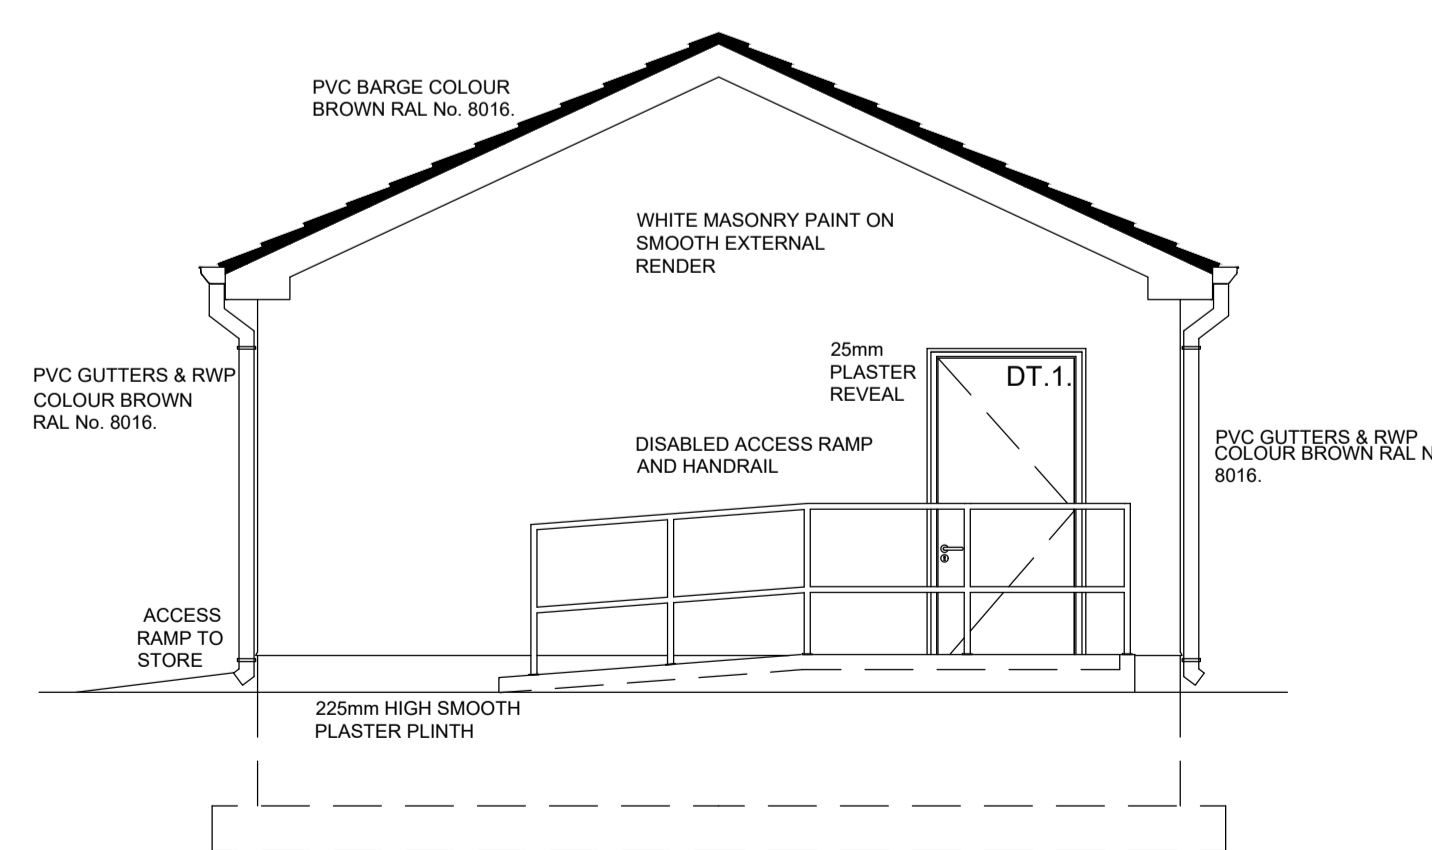 PVC BARGE COLOUR
BROWN RAL No. 8016.
WHITE MASONRY PAINT ON
SMOOTH EXTERNAL
RENDER
25mm
PLASTER
REVEAL
DT.1.
PVC GUTTERS & RWP
COLOUR BROWN
RAL No. 8016.
DISABLED ACCESS RAMP
AND HANDRAIL
PVC GUTTERS & RWP
COLOUR BROWN RAL N
8016.
ACCESS
RAMP TO
STORE
225mm HIGH SMOOTH
PLASTER PLINTH